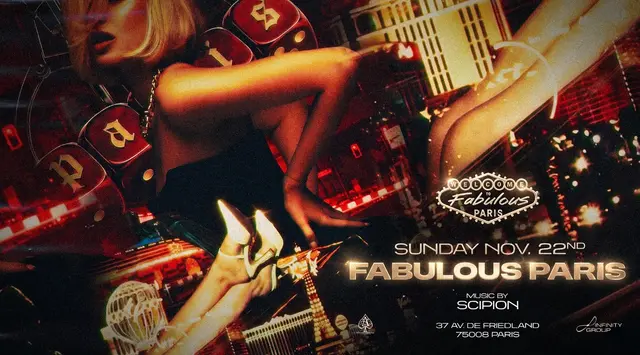 p
a
i
s
WELCOME
TO
Fabulous
PARIS
SUNDAY NOV. 22ND
FABULOUS PARIS
MUSIC BY
SCIPION
37 AV. DE FRIEDLAND
75008 PARIS
INFINITY
GROUP